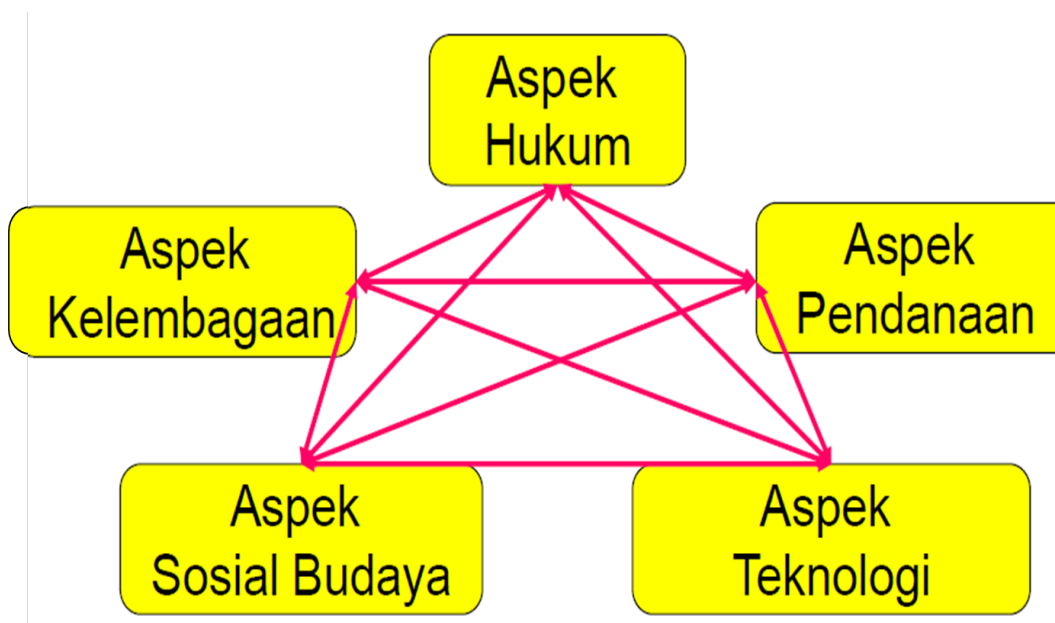 Aspek
Hukum
Aspek
Kelembagaan
Aspek
Pendanaan
Aspek
Sosial Budaya
Aspek
Teknologi